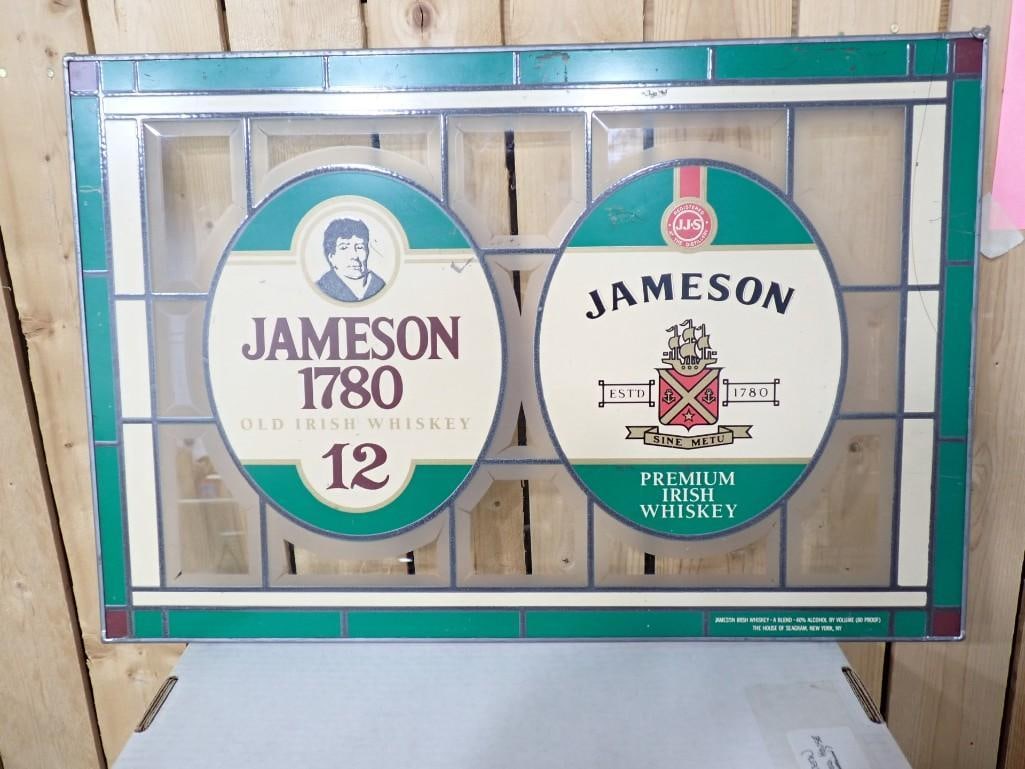 JAMESON
1780
OLD IRISH WHISKEY
12
REGISTERED
J.J&S
JAMESON
ESTD 1780
SINE METU
PREMIUM
IRISH
WHISKEY
JAMESON IRISH WHISKEY • A BLEND • 40% ALCOHOL BY VOLUME (80 PROOF)
THE HOUSE OF SEAGRAM, NEW YORK, NY